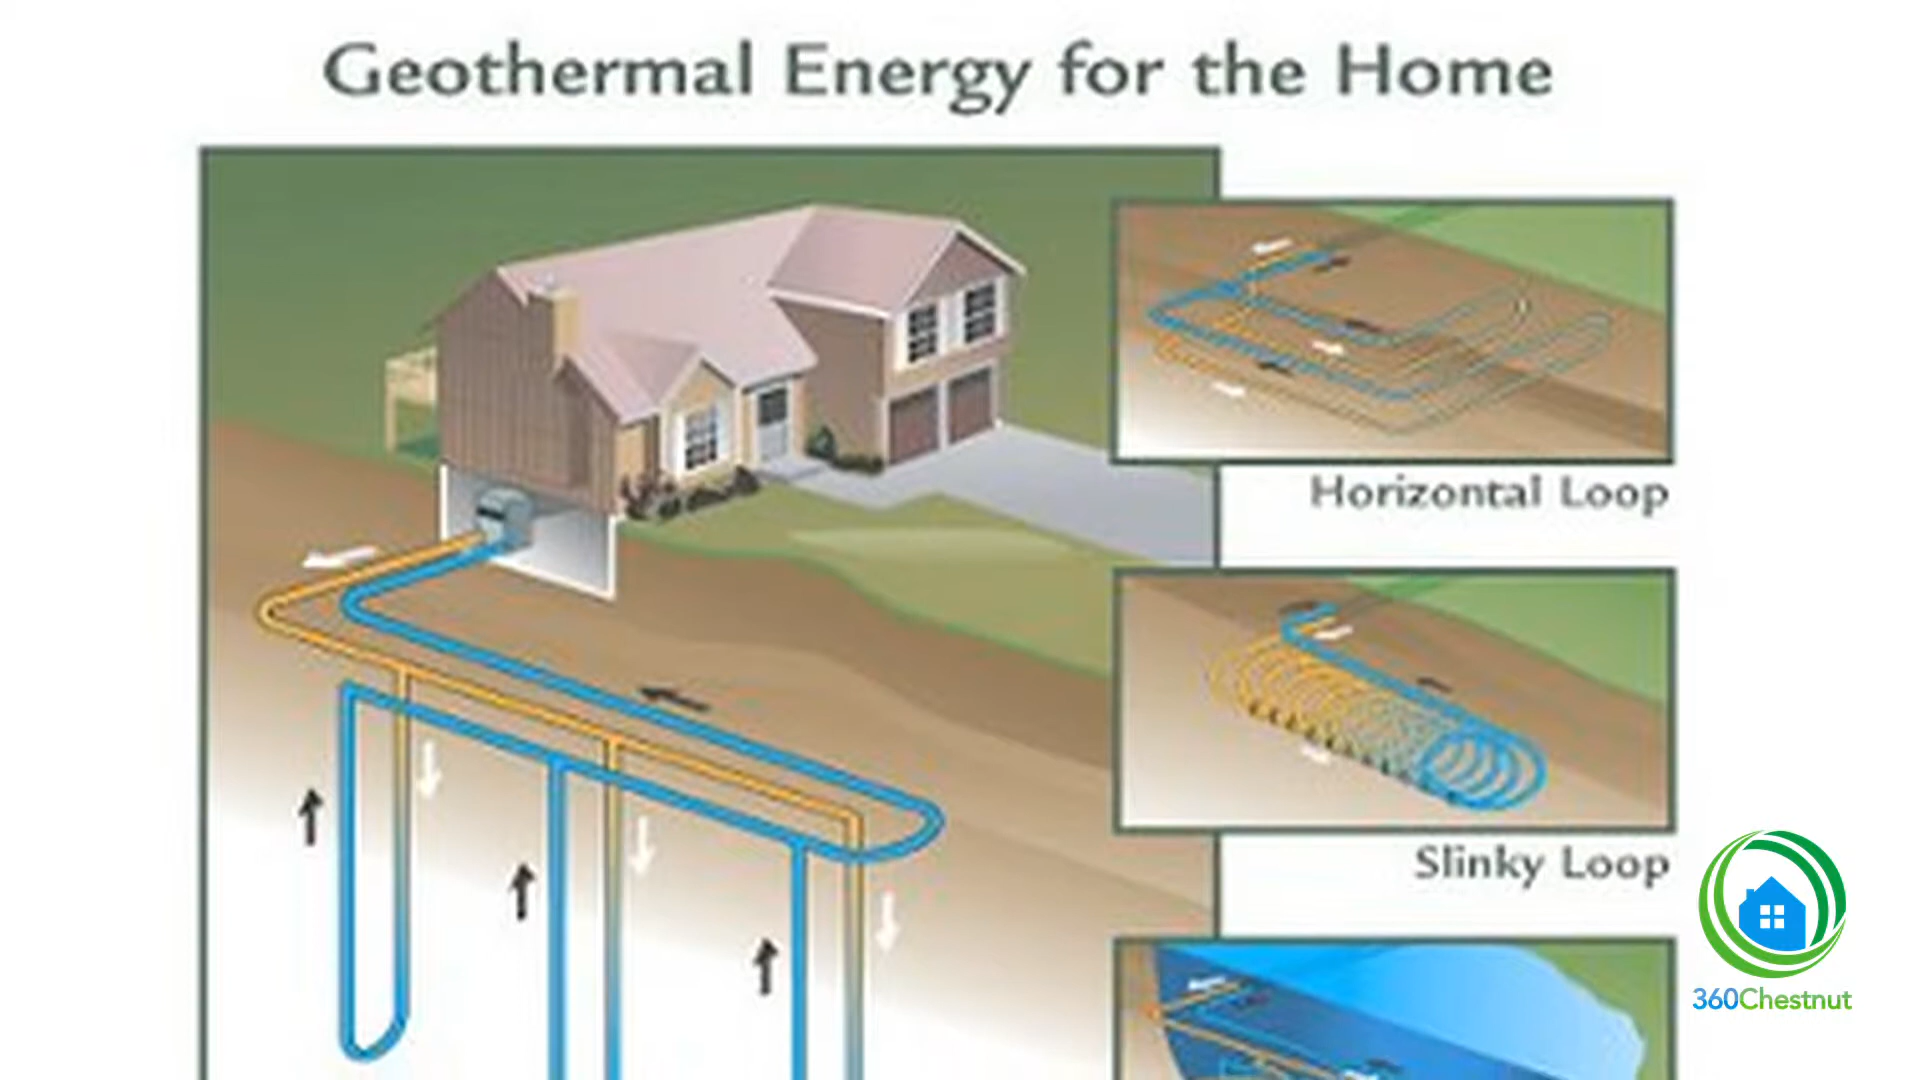 Geothermal Energy for the Home
Horizontal Loop
Slinky Loop
360Chestnut